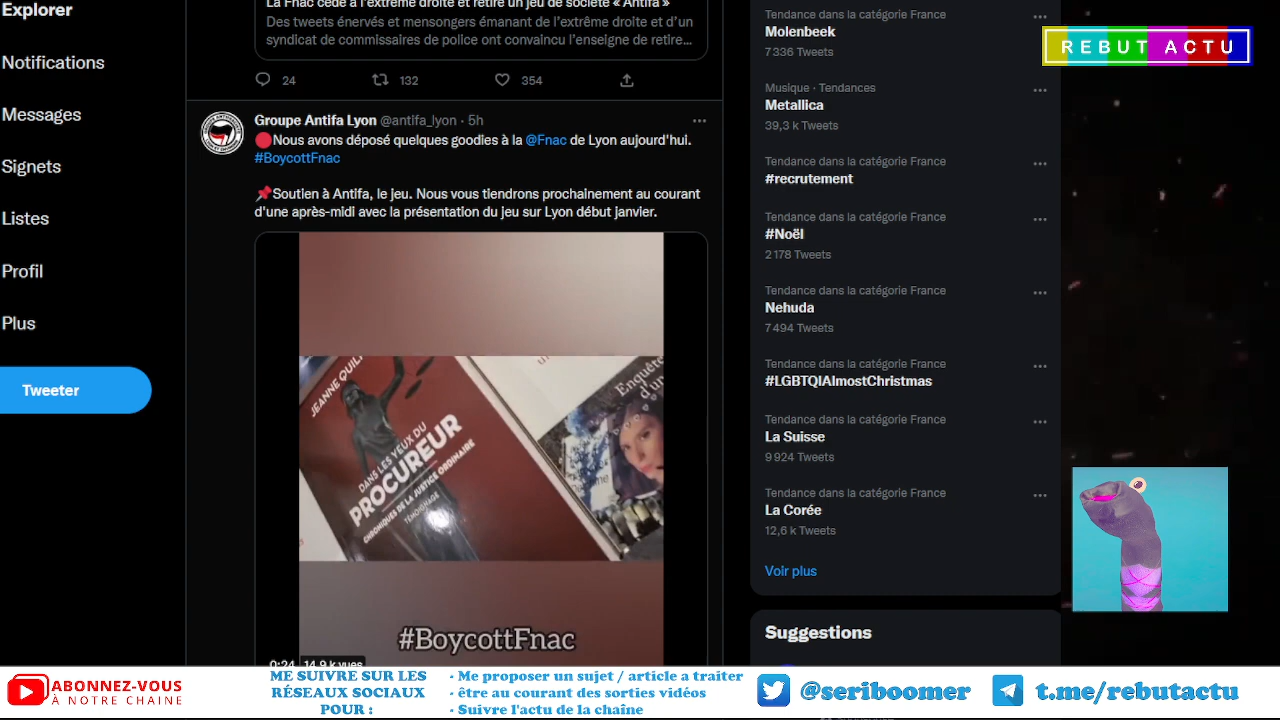 Explorer
Notifications
Messages
Signets
Listes
Profil
Plus
Tweeter
La Fnac cède à l'extrême droite et retire un jeu de société « Antifa »
Des tweets énervés et mensongers émanant de l'extrême droite et d'un
syndicat de commissaires de police ont convaincu l'enseigne de retire...
24 132 354
Groupe Antifa Lyon @antifa_lyon · 5h
Nous avons déposé quelques goodies à la @Fnac de Lyon aujourd'hui.
#BoycottFnac
Soutien à Antifa, le jeu. Nous vous tiendrons prochainement au courant
d'une après-midi avec la présentation du jeu sur Lyon début janvier.
JEANNE QUIL
DANS LES YEUX DU
PROCUREUR
CHRONIQUES DE LA JUSTICE ORDINAIRE
TÉMOIGNAGE
Enquête
d'un
#BoycottFnac
0:24 14,9 k vues
Tendance dans la catégorie France
Molenbeek
7 336 Tweets
Musique · Tendances
Metallica
39,3 k Tweets
Tendance dans la catégorie France
#recrutement
Tendance dans la catégorie France
#Noël
2 178 Tweets
Tendance dans la catégorie France
Nehuda
7 494 Tweets
Tendance dans la catégorie France
#LGBTQIAlmostChristmas
Tendance dans la catégorie France
La Suisse
9 924 Tweets
Tendance dans la catégorie France
La Corée
12,6 k Tweets
Voir plus
Suggestions
REBUT ACTU
ABONNEZ-VOUS
À NOTRE CHAINE
ME SUIVRE SUR LES
RÉSEAUX SOCIAUX
POUR :
- Me proposer un sujet / article a traiter
- être au courant des sorties vidéos
- Suivre l'actu de la chaîne
@seriboomer
t.me/rebutactu